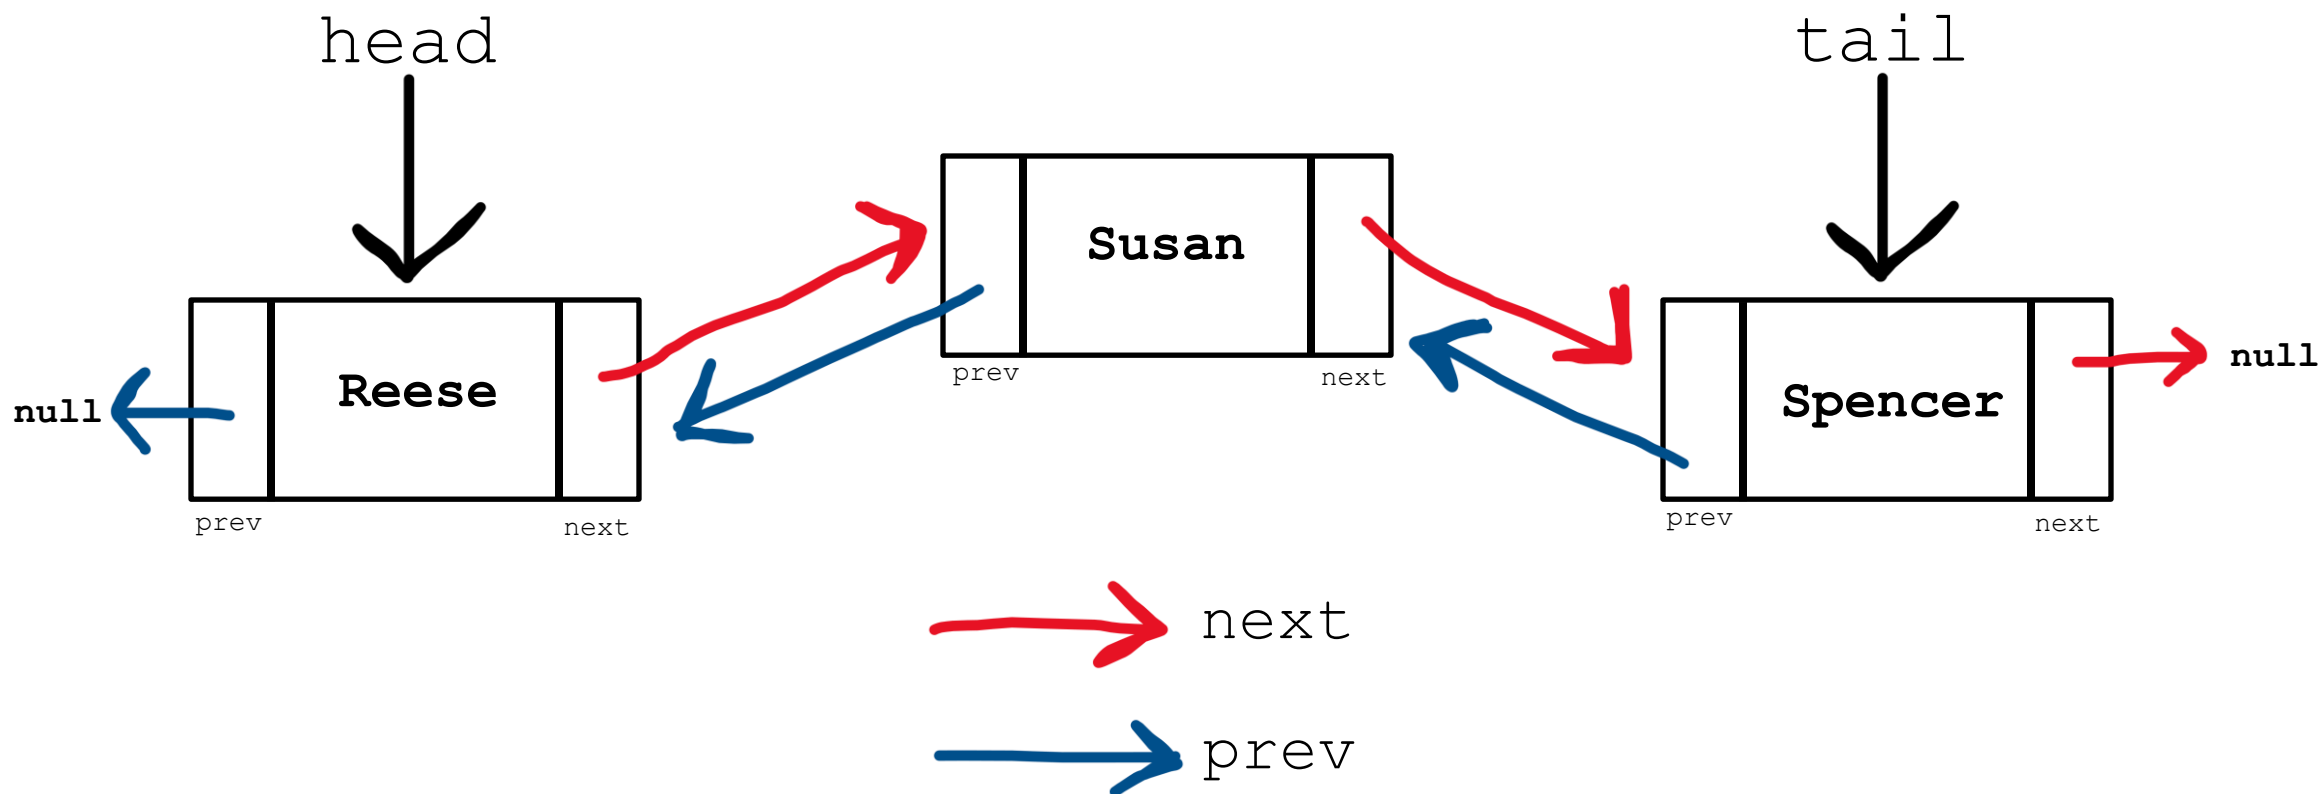 head
tail
Susan
prev
next
Reese
null
prev
next
Spencer
null
prev
next
next
prev